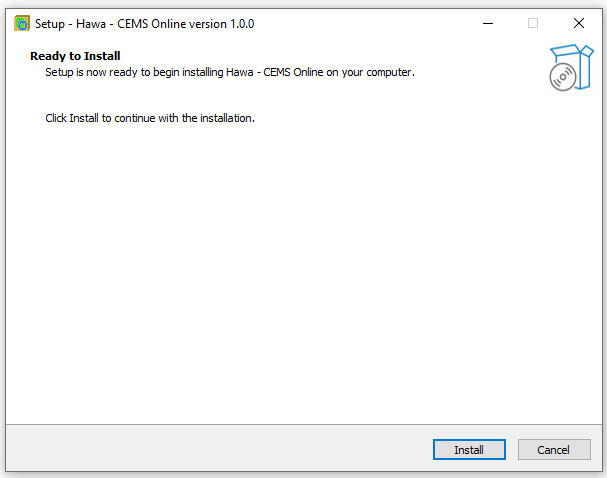 Setup - Hawa - CEMS Online version 1.0.0
Ready to Install
Setup is now ready to begin installing Hawa - CEMS Online on your computer.
Click Install to continue with the installation.
Install
Cancel